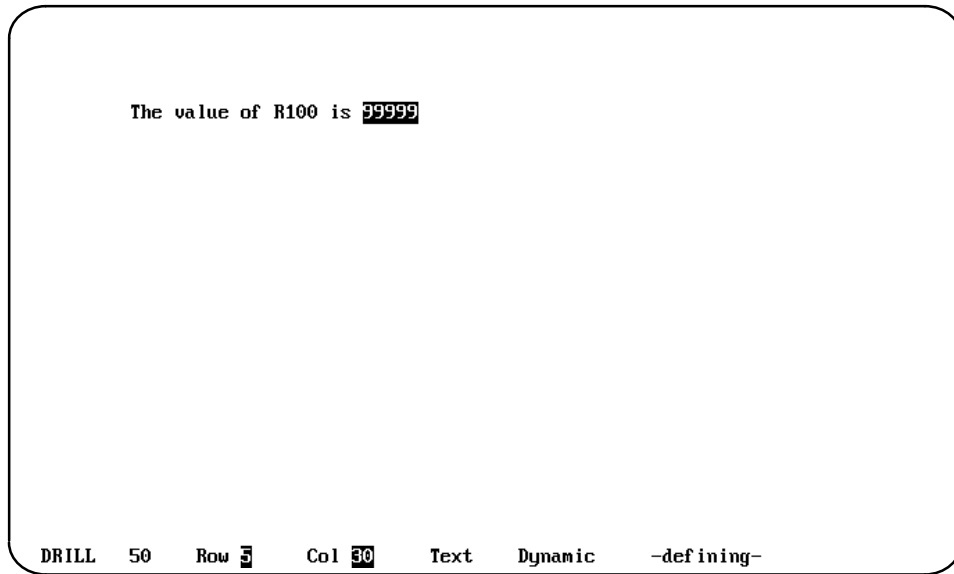 The value of R100 is 99999
DRILL 50 Row 5 Col 30 Text Dynamic -defining-